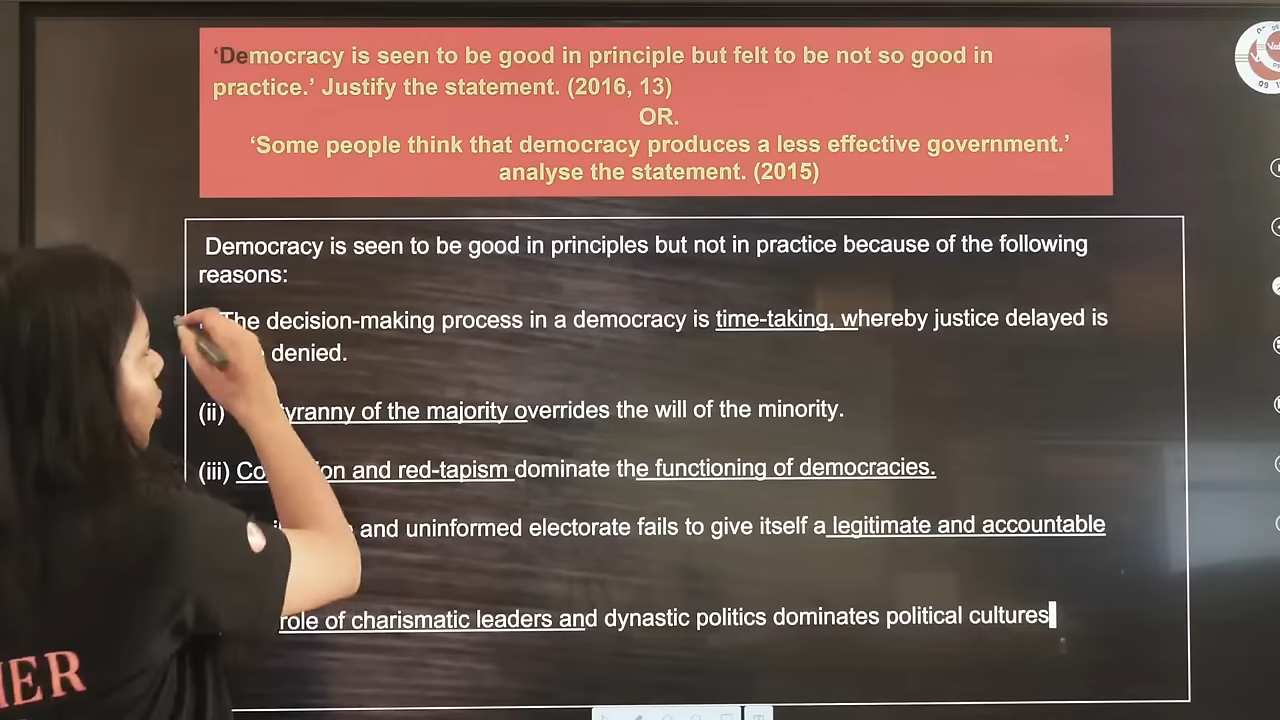 ‘Democracy is seen to be good in principle but felt to be not so good in
practice.’ Justify the statement. (2016, 13)
OR.
‘Some people think that democracy produces a less effective government.’
analyse the statement. (2015)
Democracy is seen to be good in principles but not in practice because of the following
reasons:
The decision-making process in a democracy is time-taking, whereby justice delayed is
denied.
(ii) tyranny of the majority overrides the will of the minority.
(iii) and red-tapism dominate the functioning of democracies.
and uninformed electorate fails to give itself a legitimate and accountable
role of charismatic leaders and dynastic politics dominates political cultures
IER